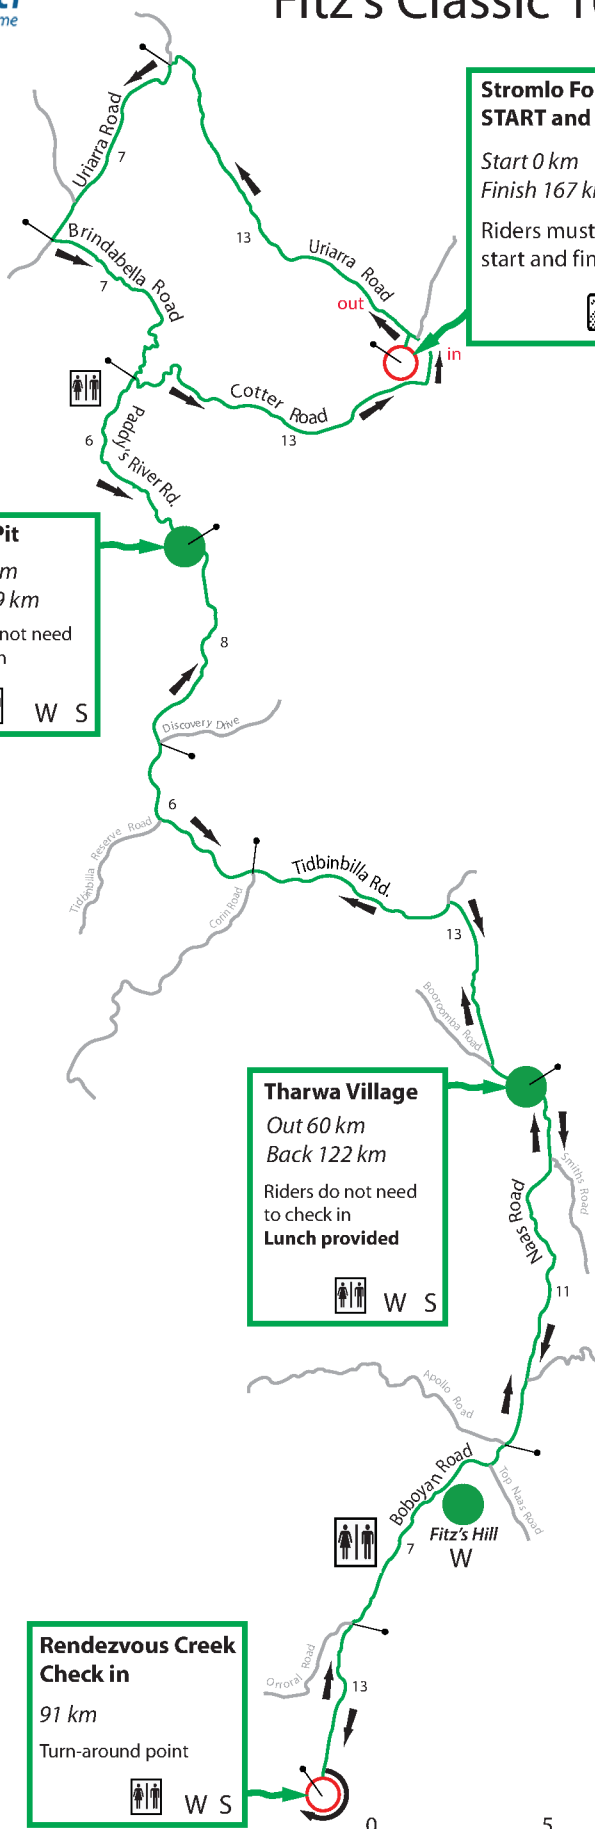 me
Fitz's Classic 1
Stromlo Fo
START and
Start 0 km
Finish 167 k
Riders must
start and fin
Uriarra Road
7
Brindabella Road
7
13
Uriarra Road
out
in
Cotter Road
13
Paddy's River Rd.
6
Pit
m
9 km
not need
n
W S
8
Discovery Drive
6
Tidbinbilla Reserve Road
Corin Road
Tidbinbilla Rd.
13
Booroomba Road
Tharwa Village
Out 60 km
Back 122 km
Riders do not need
to check in
Lunch provided
W S
Smiths Road
Naas Road
11
Apollo Road
Boboyan Road
Top Naas Road
Fitz's Hill
W
7
Orroral Road
13
Rendezvous Creek
Check in
91 km
Turn-around point
W S
0 5